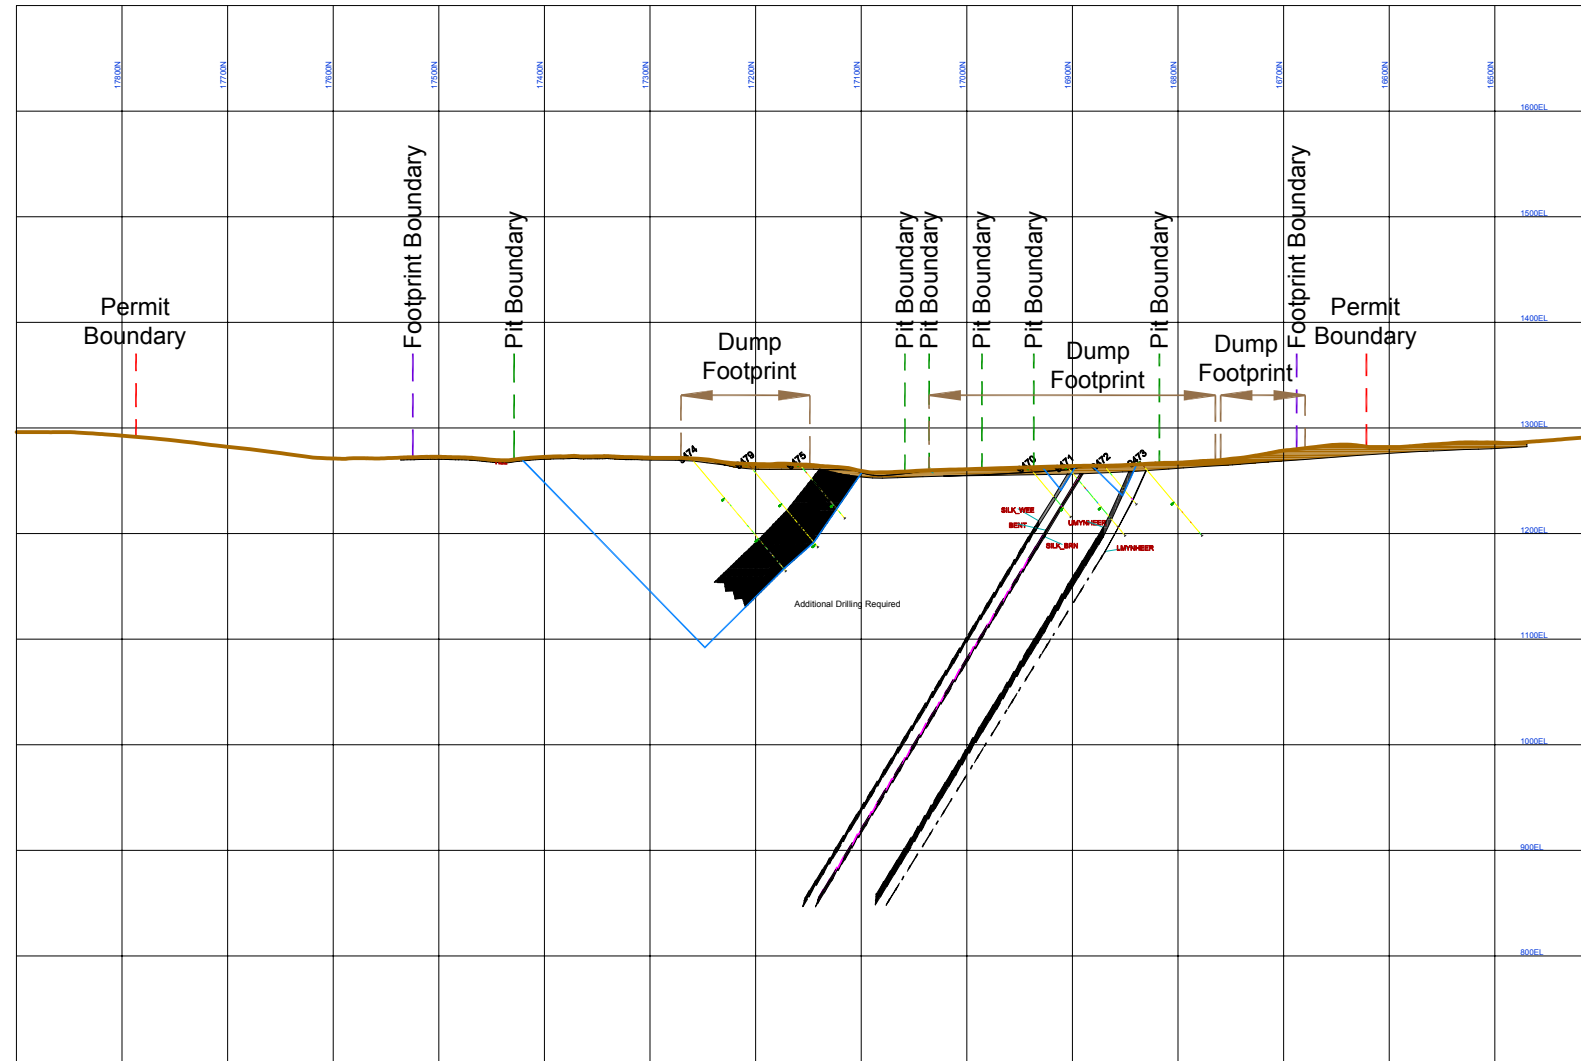 17800N
17700N
17600N
17500N
17400N
17300N
17200N
17100N
17000N
16900N
16800N
16700N
16600N
16500N
1600EL
1500EL
1400EL
1300EL
1200EL
1100EL
1000EL
900EL
800EL
Permit
Boundary
Footprint Boundary
Pit Boundary
Dump
Footprint
Pit Boundary
Pit Boundary
Pit Boundary
Pit Boundary
Dump
Footprint
Pit Boundary
Dump
Footprint
Footprint Boundary
Permit
Boundary
SILK_WEE
BENT
SILK_BRN
UMYNHEER
LMYNHEER
Additional Drilling Required